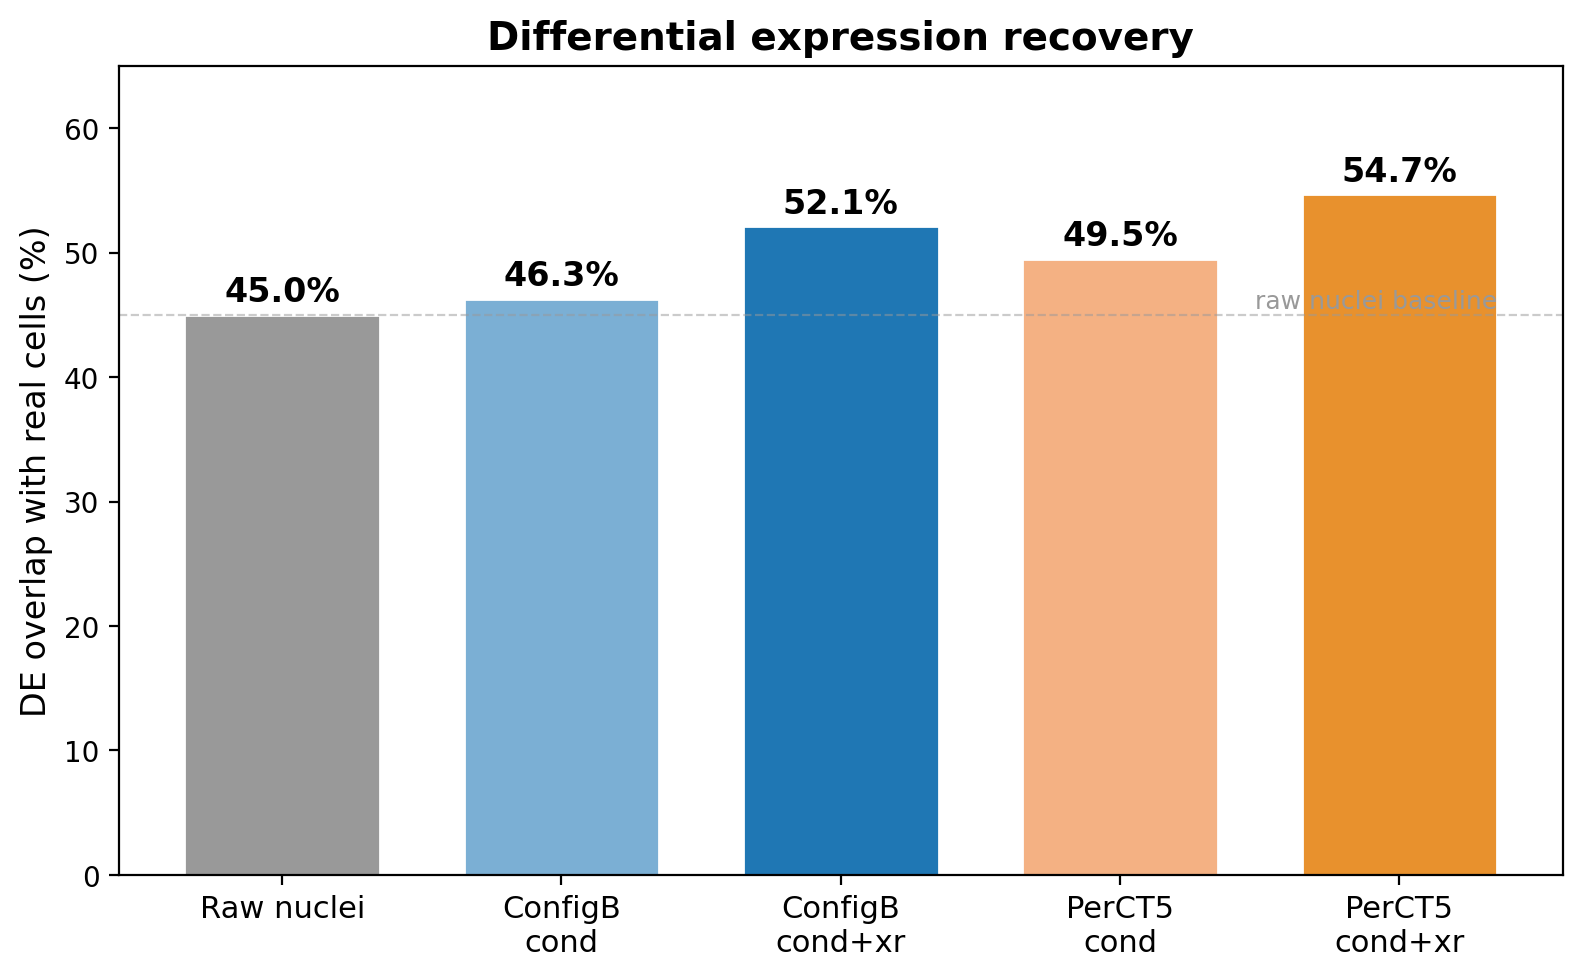 Differential expression recovery
DE overlap with real cells (%)
60
50
40
30
20
10
0
45.0%
46.3%
52.1%
49.5%
54.7%
raw nuclei baseline
Raw nuclei
ConfigB
cond
ConfigB
cond+xr
PerCT5
cond
PerCT5
cond+xr